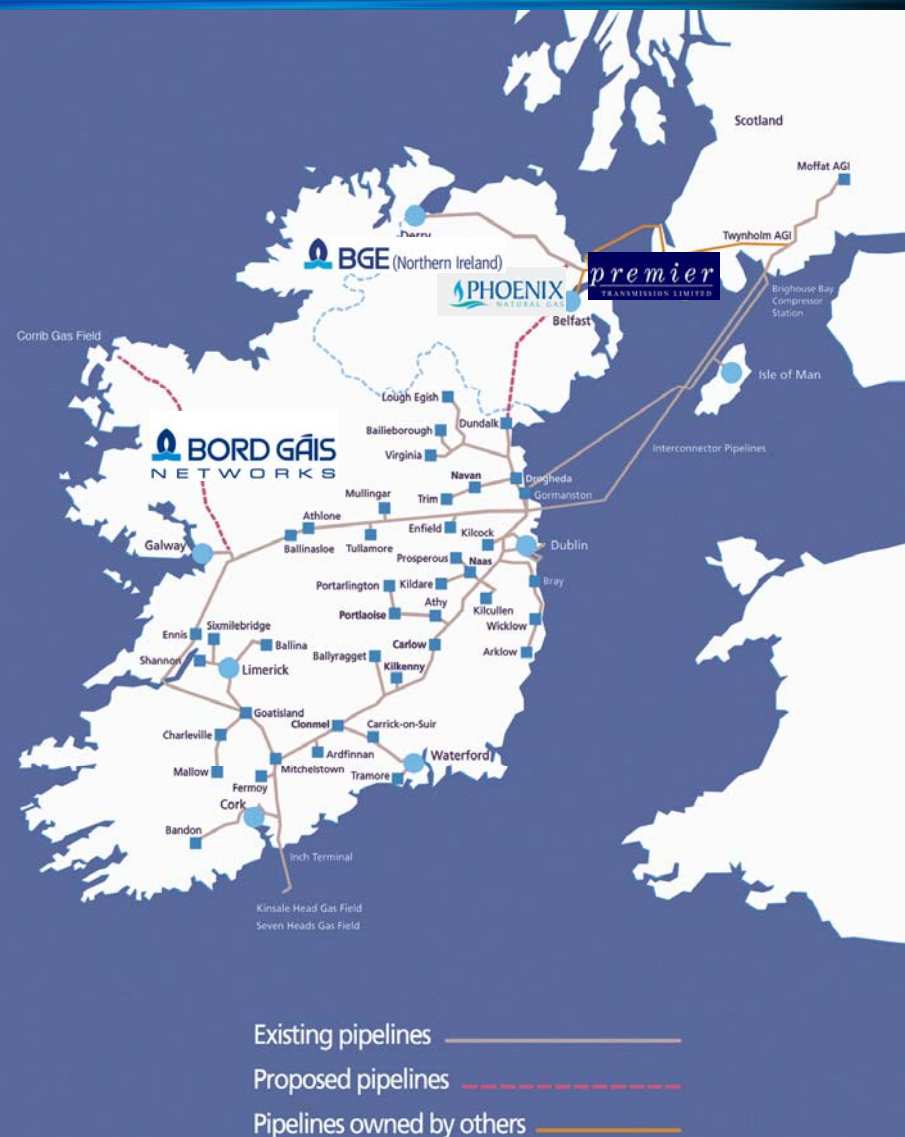 Scotland
Moffat AGI
Twynholm AGI
Derry
BGE (Northern Ireland)
PHOENIX
NATURAL GAS
premier
TRANSMISSION LIMITED
Brighouse Bay
Compressor
Station
Belfast
Corrib Gas Field
Isle of Man
Lough Egish
Dundalk
Bailieborough
BORD GÁIS
NETWORKS
Virginia
Interconnector Pipelines
Navan
Drogheda
Mullingar
Trim
Gormanston
Athlone
Enfield
Kilcock
Galway
Ballinasloe
Tullamore
Dublin
Prosperous
Naas
Portarlington
Kildare
Bray
Athy
Kilcullen
Portlaoise
Wicklow
Ennis
Sixmilebridge
Ballina
Carlow
Arklow
Shannon
Ballyragget
Limerick
Kilkenny
Goatisland
Clonmel
Carrick-on-Suir
Charleville
Ardfinnan
Waterford
Mallow
Mitchelstown
Tramore
Fermoy
Cork
Bandon
Inch Terminal
Kinsale Head Gas Field
Seven Heads Gas Field
Existing pipelines
Proposed pipelines
Pipelines owned by others